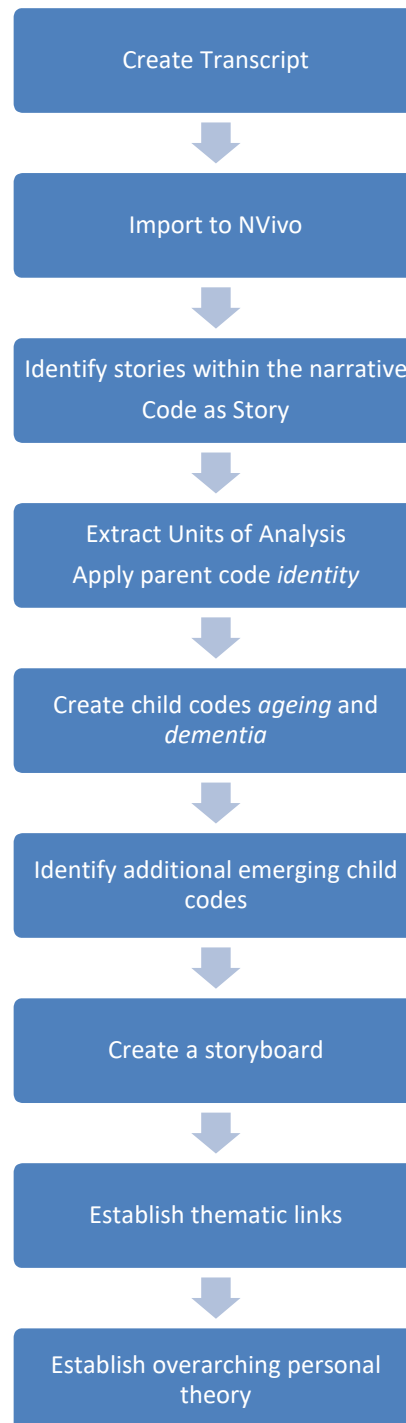 Create Transcript
Import to NVivo
Identify stories within the narrative
Code as Story
Extract Units of Analysis
Apply parent code identity
Create child codes ageing and
dementia
Identify additional emerging child
codes
Create a storyboard
Establish thematic links
Establish overarching personal
theory